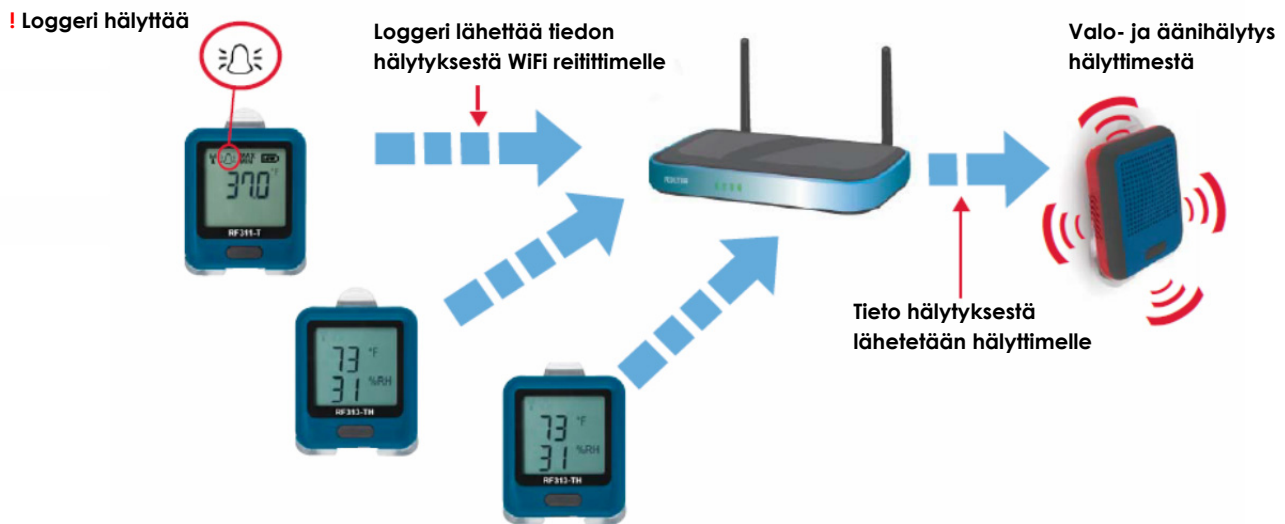 ! Loggeri hälyttää
Loggeri lähettää tiedon
hälytyksestä WiFi reitittimelle
Valo- ja äänihälytys
hälyttimestä
37.0 °F
RF311-T
Tieto hälytyksestä
lähetetään hälyttimelle
73 °F
31 %RH
RF313-TH
73 °F
31 %RH
RF313-TH